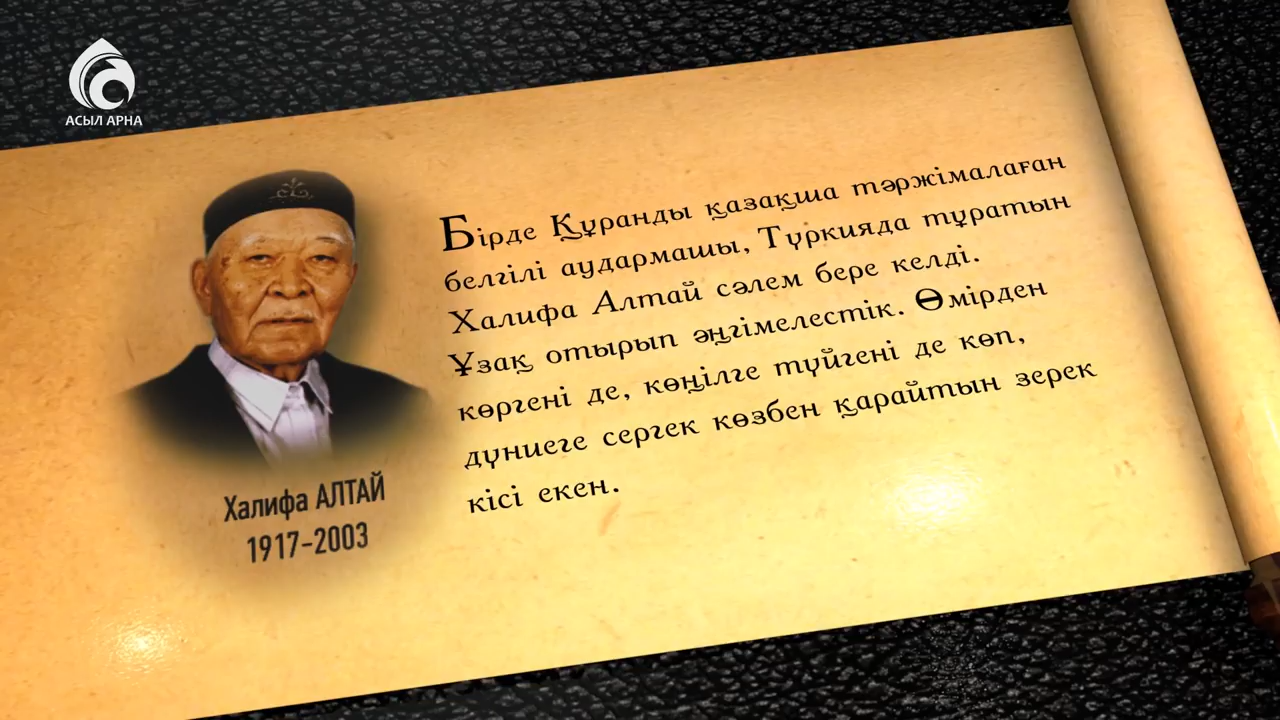 АСЫЛ АРНА
Бірде Құранды қазақша тәржімалаған
белгілі аудармашы, Түркияда тұратын
Халифа Алтай сәлем бере келді.
Ұзақ отырып әңгімелестік. Өмірден
көргені де, көңілге түйгені де көп,
дүниеге сергек көзбен қарайтын зерек
кісі екен.
Халифа АЛТАЙ
1917-2003